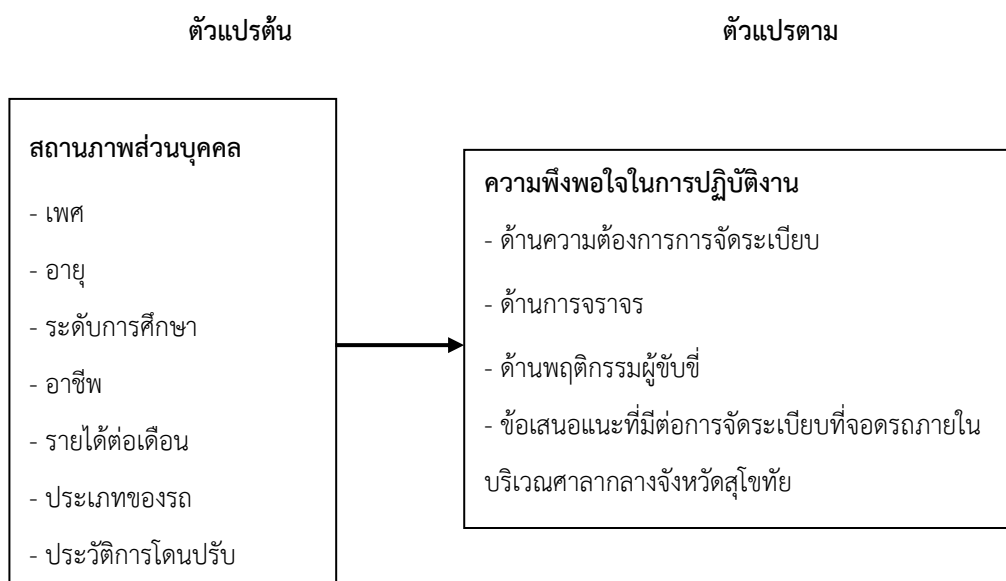 ตัวแปรต้น
ตัวแปรตาม
สถานภาพส่วนบุคคล
- เพศ
- อายุ
- ระดับการศึกษา
- อาชีพ
- รายได้ต่อเดือน
- ประเภทของรถ
- ประวัติการโดนปรับ
ความพึงพอใจในการปฏิบัติงาน
- ด้านความต้องการการจัดระเบียบ
- ด้านการจราจร
- ด้านพฤติกรรมผู้ขับขี่
- ข้อเสนอแนะที่มีต่อการจัดระเบียบที่จอดรถภายใน
บริเวณศาลากลางจังหวัดสุโขทัย